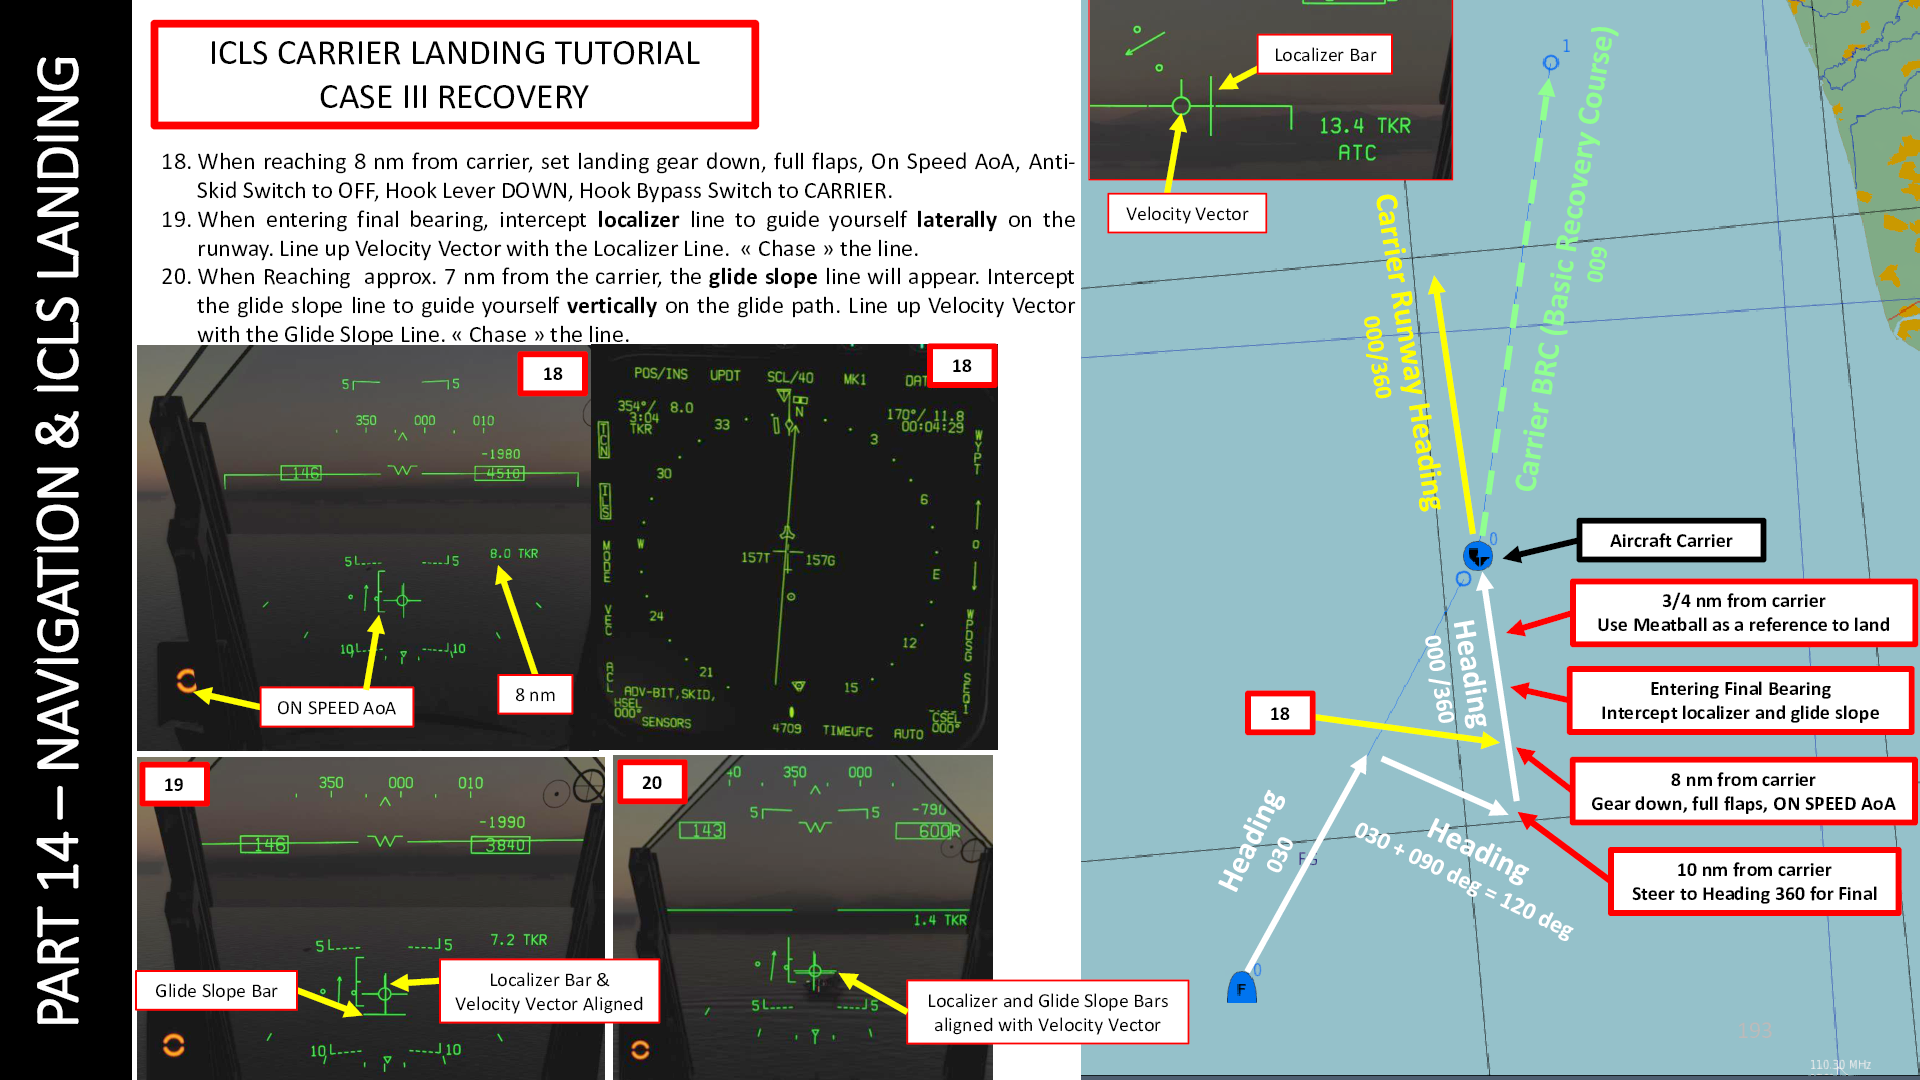 PART 14 – NAVIGATION & ICLS LANDING
ICLS CARRIER LANDING TUTORIAL
CASE III RECOVERY
18. When reaching 8 nm from carrier, set landing gear down, full flaps, On Speed AoA, Anti-
Skid Switch to OFF, Hook Lever DOWN, Hook Bypass Switch to CARRIER.
19. When entering final bearing, intercept localizer line to guide yourself laterally on the
runway. Line up Velocity Vector with the Localizer Line. « Chase » the line.
20. When Reaching approx. 7 nm from the carrier, the glide slope line will appear. Intercept
the glide slope line to guide yourself vertically on the glide path. Line up Velocity Vector
with the Glide Slope Line. « Chase » the line.
18
5 5
350 000 010
-1980
146 4510
8.0 TKR
5 5
10 10
ON SPEED AoA
8 nm
18
POS/INS UPDT SCL/40 MK1 DAT
354°/ 8.0
3:04
TKR
170°/ 11.8
00:04:29
N
33 3
30 6
W E
24 12
21 15
157T 157G
TCN
ILS
MODE
VEC
ACL
WYPT
0
WPDSG
SEQ1
ADV-BIT,SKID,
HSEL
000°
SENSORS
4709
TIMEUFC
AUTO
CSEL
000°
19
350 000 010
-1990
146 3840
5 5
7.2 TKR
10 10
Glide Slope Bar
Localizer Bar &
Velocity Vector Aligned
20
350 000
5 5
-790
143 600R
1.4 TKR
5 5
Localizer and Glide Slope Bars
aligned with Velocity Vector
Localizer Bar
13.4 TKR
ATC
Velocity Vector
1
Carrier BRC (Basic Recovery Course)
009
Carrier Runway Heading
000/360
0
Aircraft Carrier
3/4 nm from carrier
Use Meatball as a reference to land
Heading
000 /360
Entering Final Bearing
Intercept localizer and glide slope
18
8 nm from carrier
Gear down, full flaps, ON SPEED AoA
10 nm from carrier
Steer to Heading 360 for Final
Heading
030
Heading
030 + 090 deg = 120 deg
0
F
193
110.30 MHz